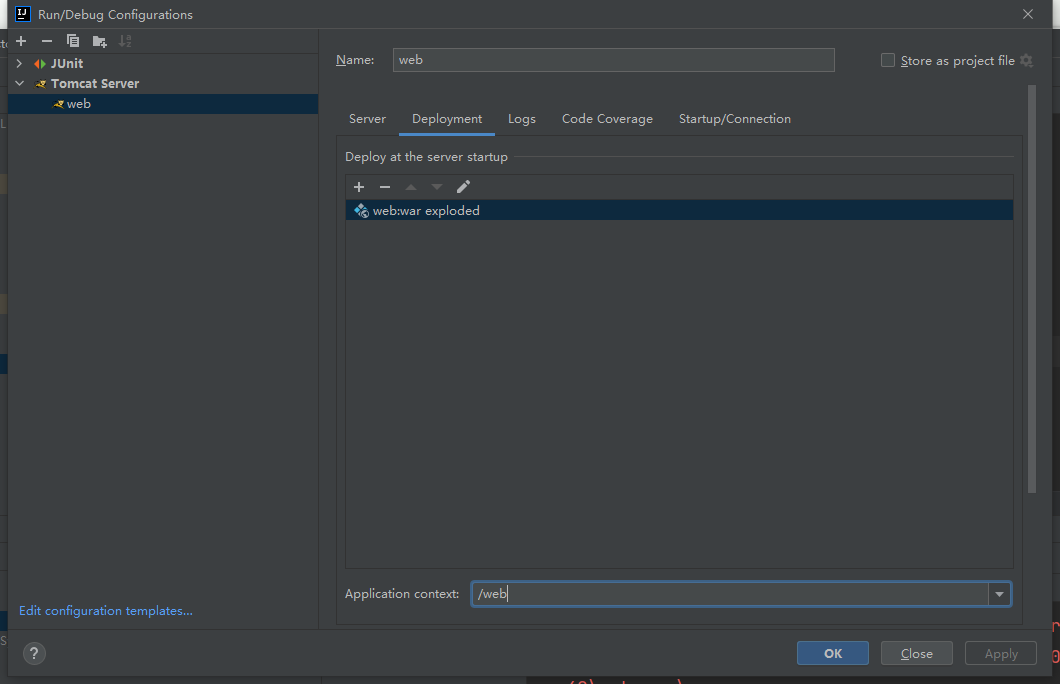 Run/Debug Configurations
JUnit
Tomcat Server
web
Edit configuration templates...
Name: web
Store as project file
Server Deployment Logs Code Coverage Startup/Connection
Deploy at the server startup
web:war exploded
Application context: /web
? OK Close Apply